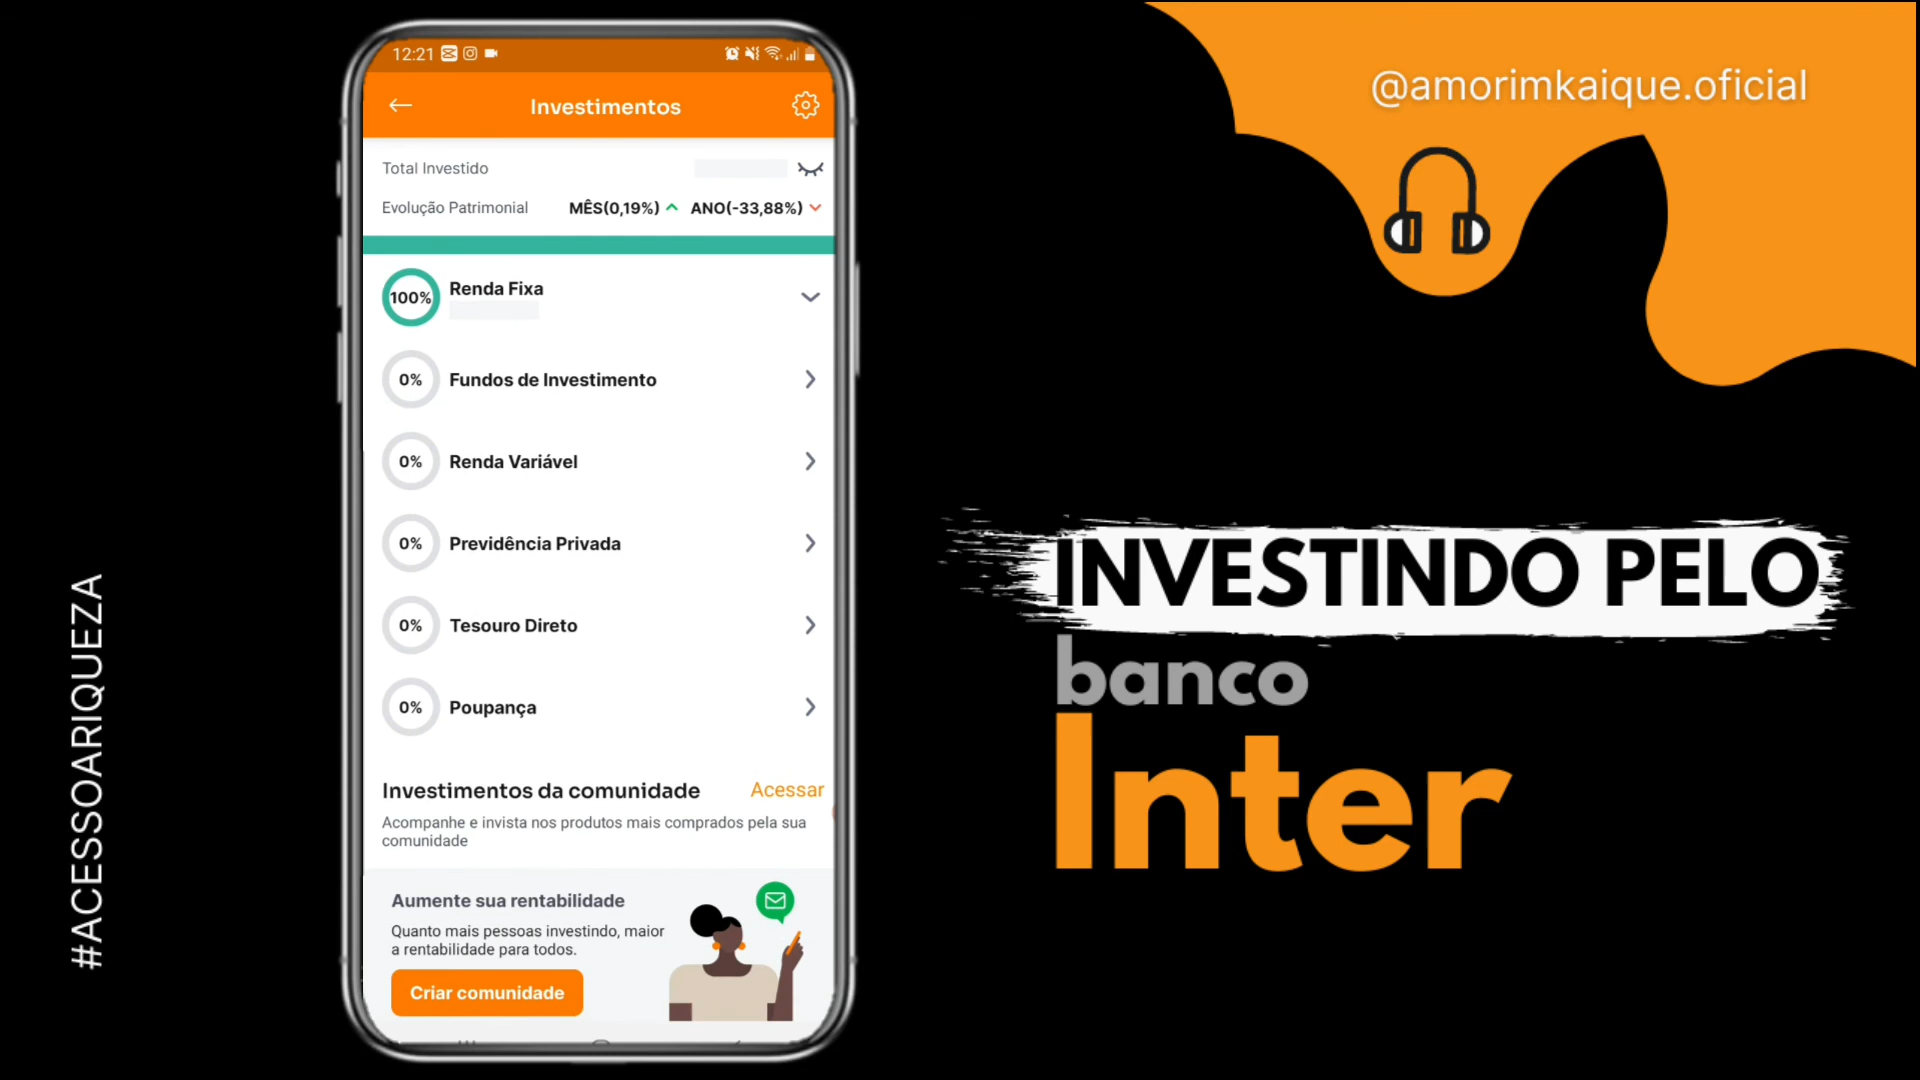 12:21
Investimentos
Total Investido
Evolução Patrimonial MÊS(0,19%) ANO(-33,88%)
100% Renda Fixa
0% Fundos de Investimento
0% Renda Variável
0% Previdência Privada
0% Tesouro Direto
0% Poupança
Investimentos da comunidade Acessar
Acompanhe e invista nos produtos mais comprados pela sua
comunidade
Aumente sua rentabilidade
Quanto mais pessoas investindo, maior
a rentabilidade para todos.
Criar comunidade
@amorimkaique.oficial
INVESTINDO PELO
banco
Inter
#ACESSOARIQUEZA